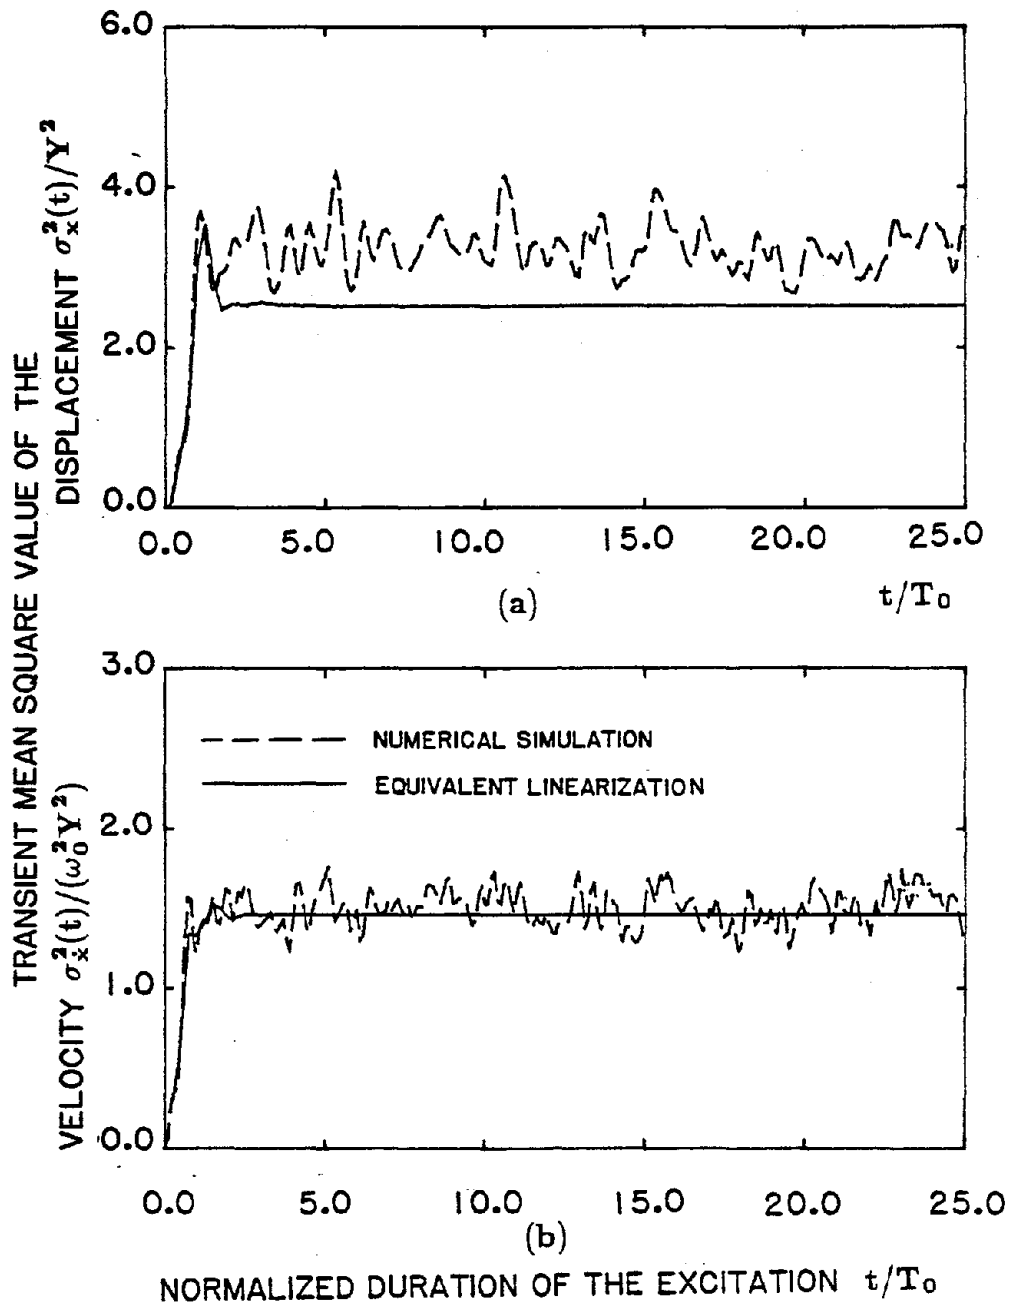 TRANSIENT MEAN SQUARE VALUE OF THE
DISPLACEMENT σ²ₓ(t)/Y²
6.0
4.0
2.0
0.0
0.0 5.0 10.0 15.0 20.0 25.0
(a)
t/T₀
VELOCITY σ²ẋ(t)/(ω₀²Y²)
3.0
2.0
1.0
0.0
NUMERICAL SIMULATION
EQUIVALENT LINEARIZATION
0.0 5.0 10.0 15.0 20.0 25.0
(b)
NORMALIZED DURATION OF THE EXCITATION t/T₀